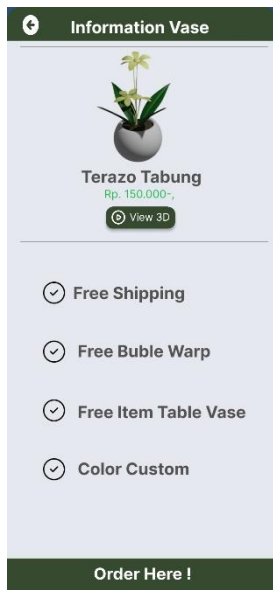 Information Vase
Terazo Tabung
Rp. 150.000-,
View 3D
Free Shipping
Free Buble Warp
Free Item Table Vase
Color Custom
Order Here !